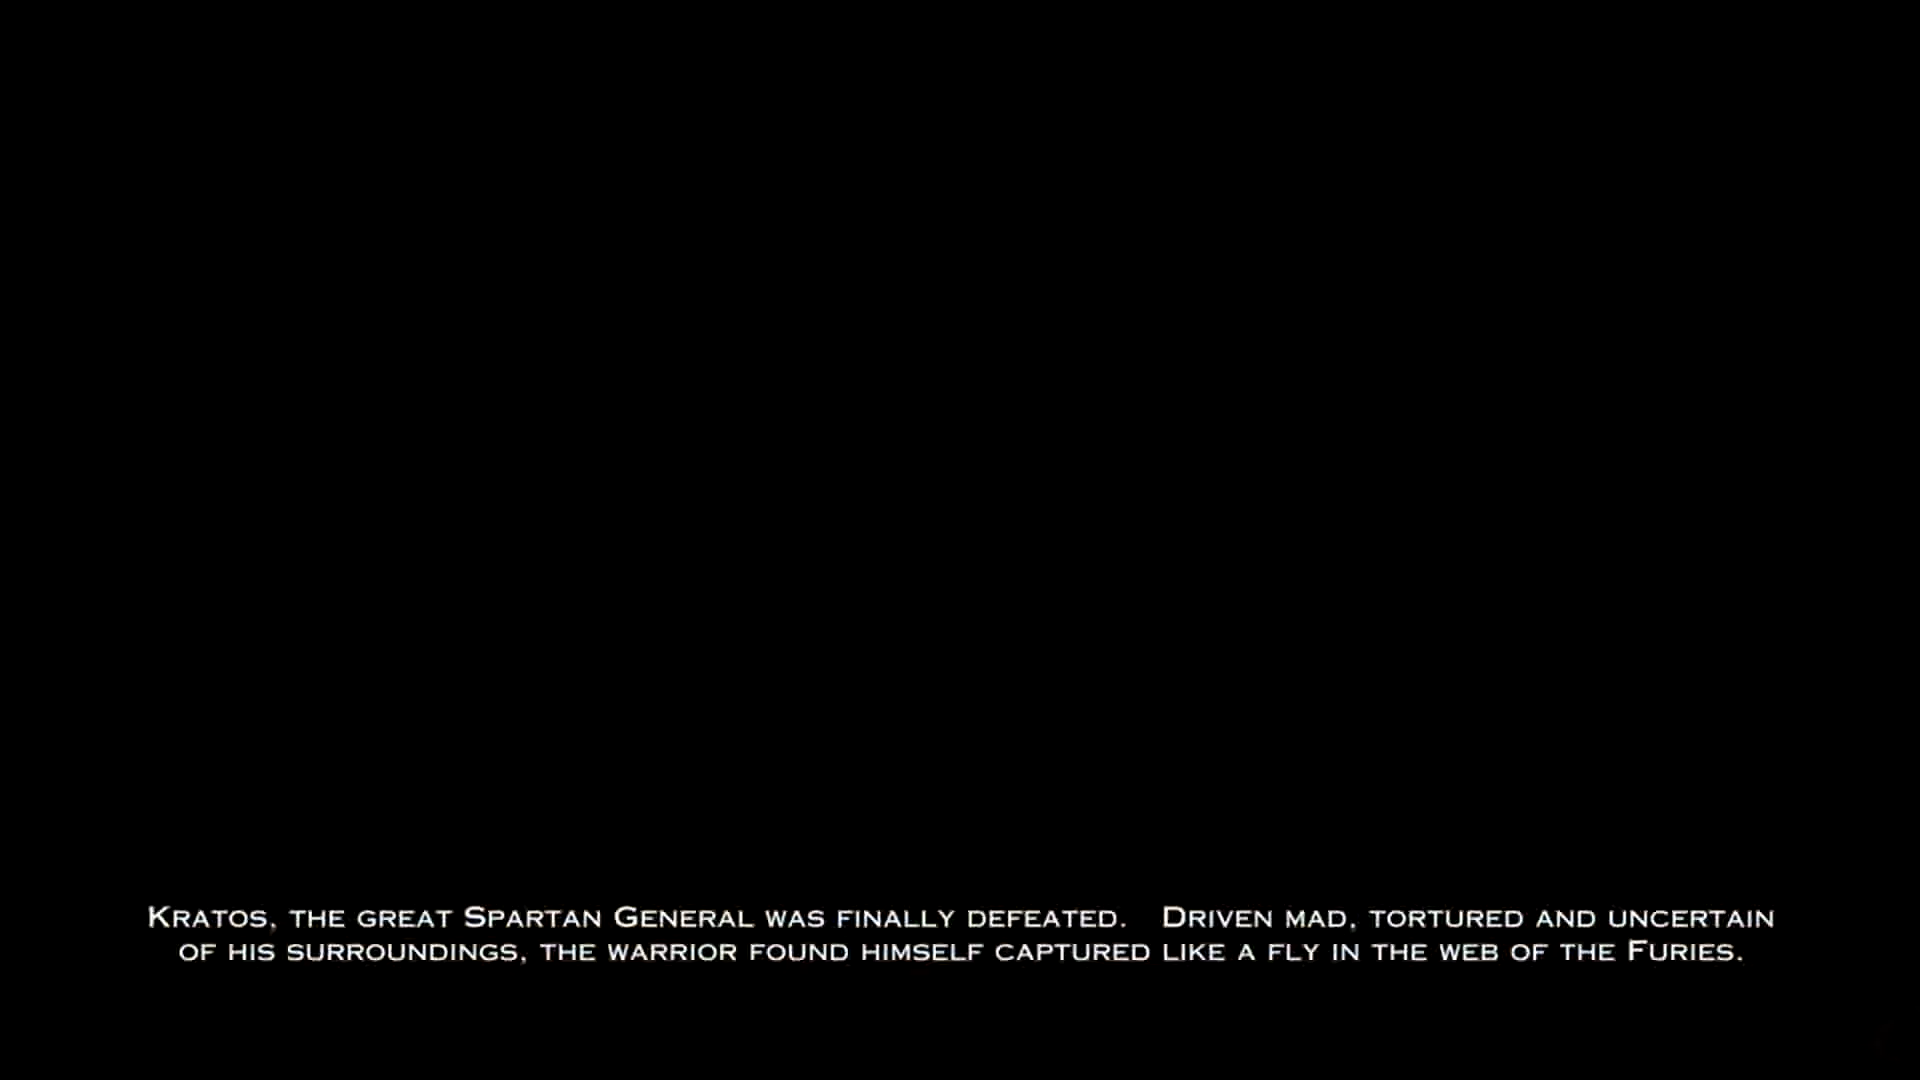 Kratos, the great Spartan General was finally defeated.   Driven mad, tortured and uncertain
of his surroundings, the warrior found himself captured like a fly in the web of the Furies.